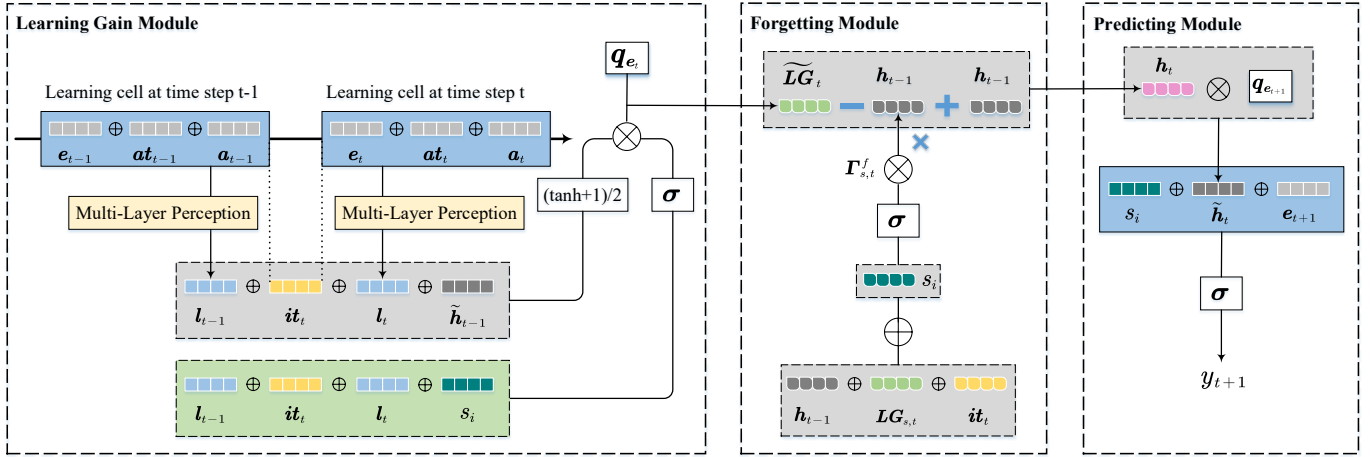 Learning Gain Module
q_{e_t}
Learning cell at time step t-1
Learning cell at time step t
⊕ ⊕
e_{t-1} at_{t-1} a_{t-1}
⊕ ⊕
e_t at_t a_t
Multi-Layer Perception
Multi-Layer Perception
(tanh+1)/2
σ
⊕ ⊕ ⊕
l_{t-1} it_t l_t h̃_{t-1}
⊕ ⊕ ⊕
l_{t-1} it_t l_t s_i
Forgetting Module
L͠G_t h_{t-1} h_{t-1}
− +
×
Γ^f_{s,t}
σ
s_i
⊕ ⊕
h_{t-1} LG_{s,t} it_t
Predicting Module
h_t
⊗ q_{e_{t+1}}
⊕ ⊕
s_i h̃_t e_{t+1}
σ
y_{t+1}